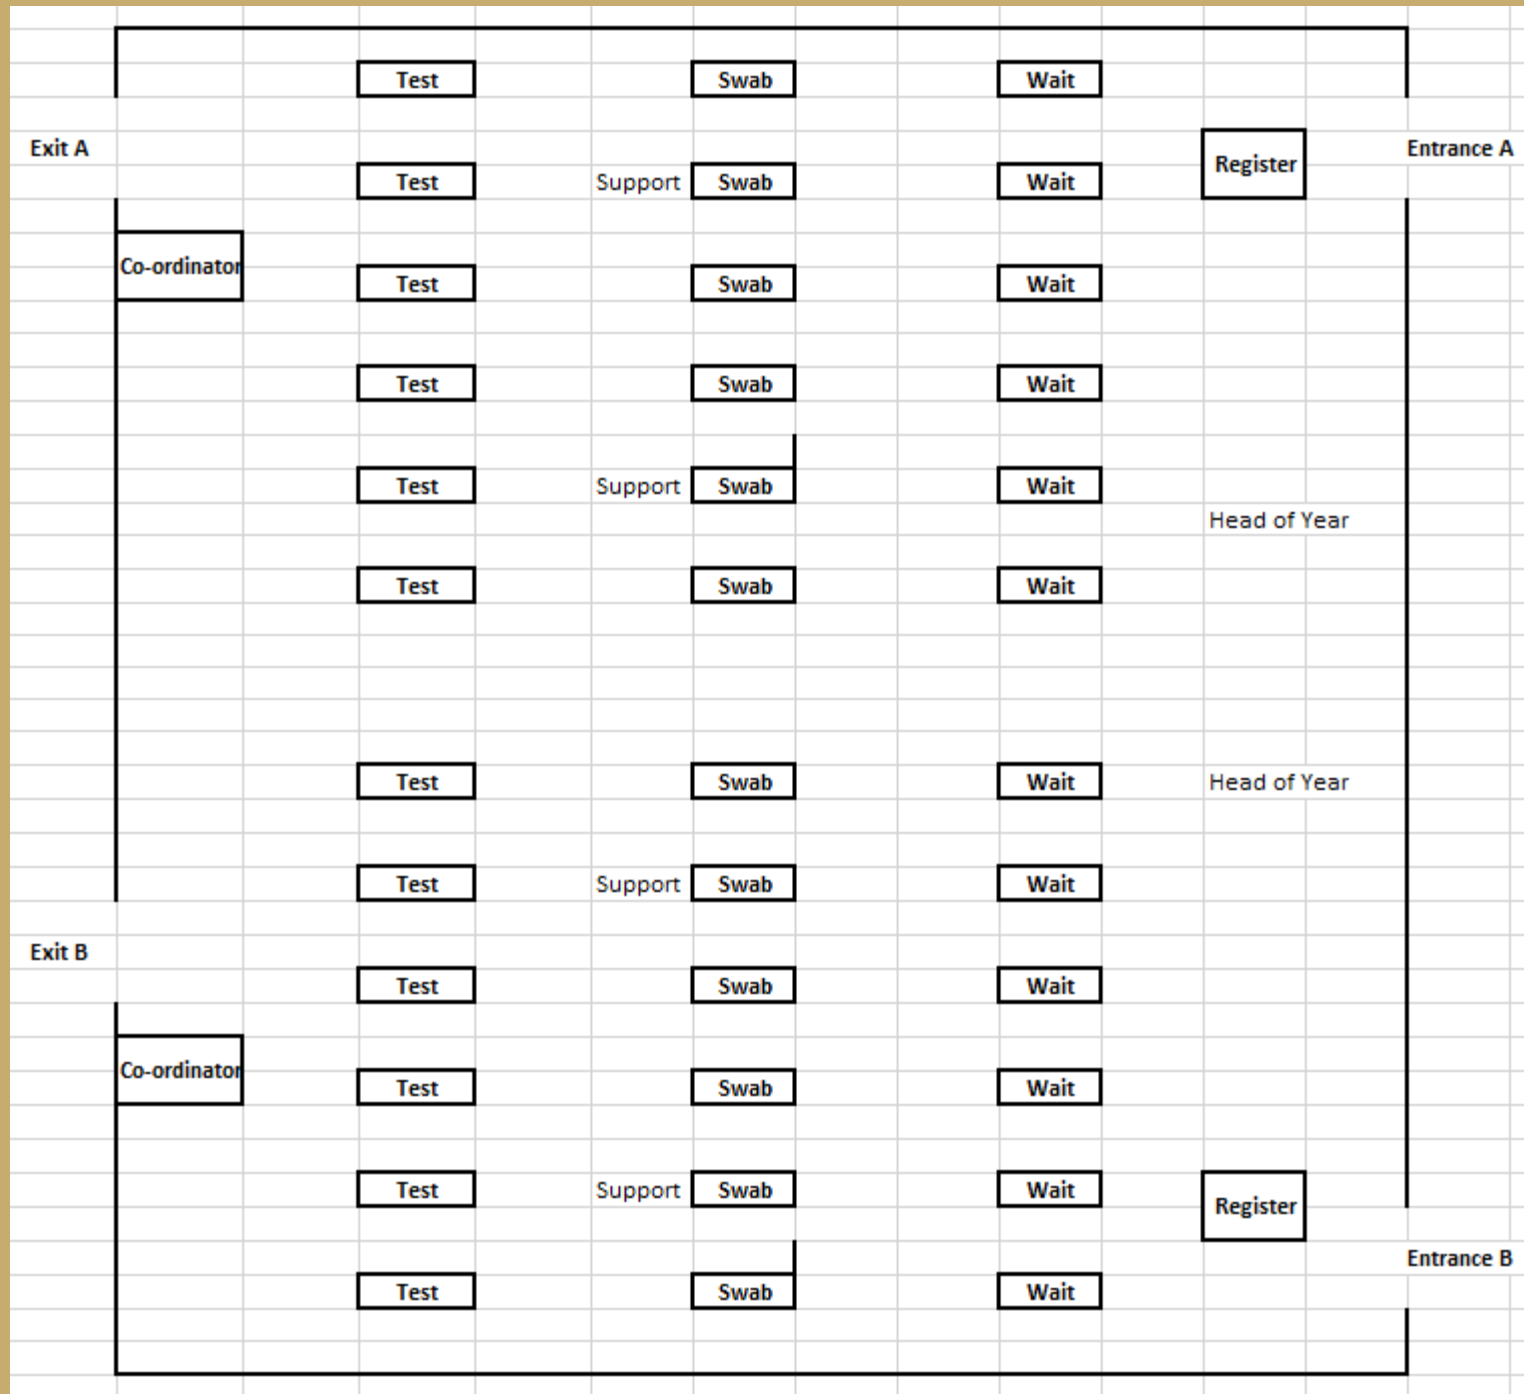 Test Swab Wait
Exit A Register Entrance A
Test Support Swab Wait
Co-ordinator
Test Swab Wait
Test Swab Wait
Test Support Swab Wait
Head of Year
Test Swab Wait
Test Swab Wait Head of Year
Test Support Swab Wait
Exit B
Test Swab Wait
Co-ordinator
Test Swab Wait
Test Support Swab Wait
Register
Entrance B
Test Swab Wait